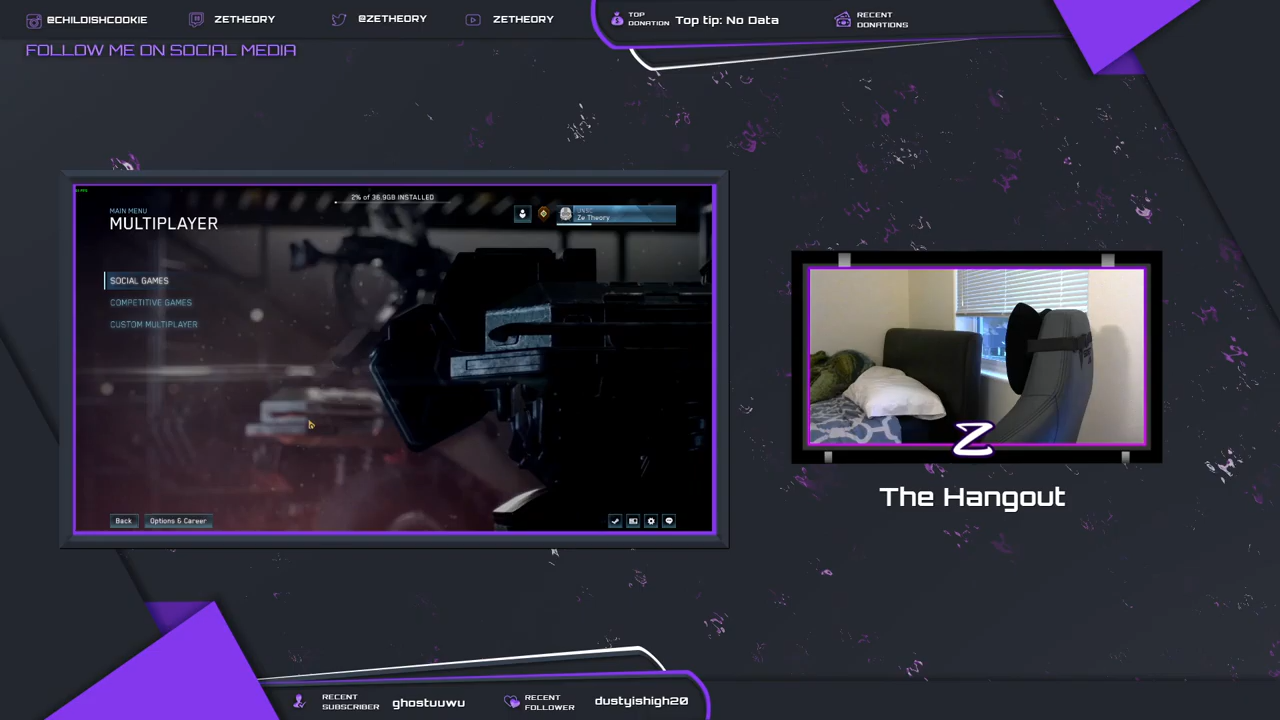 @CHILDISHCOOKIE
ZETHEORY
@ZETHEORY
ZETHEORY
TOP DONATION
Top tip: No Data
RECENT DONATIONS
FOLLOW ME ON SOCIAL MEDIA
2% of 36.9GB INSTALLED
MAIN MENU
MULTIPLAYER
UNSC
Ze Theory
SOCIAL GAMES
COMPETITIVE GAMES
CUSTOM MULTIPLAYER
Back
Options & Career
Z
The Hangout
RECENT SUBSCRIBER
ghostuuwu
RECENT FOLLOWER
dustyishigh20